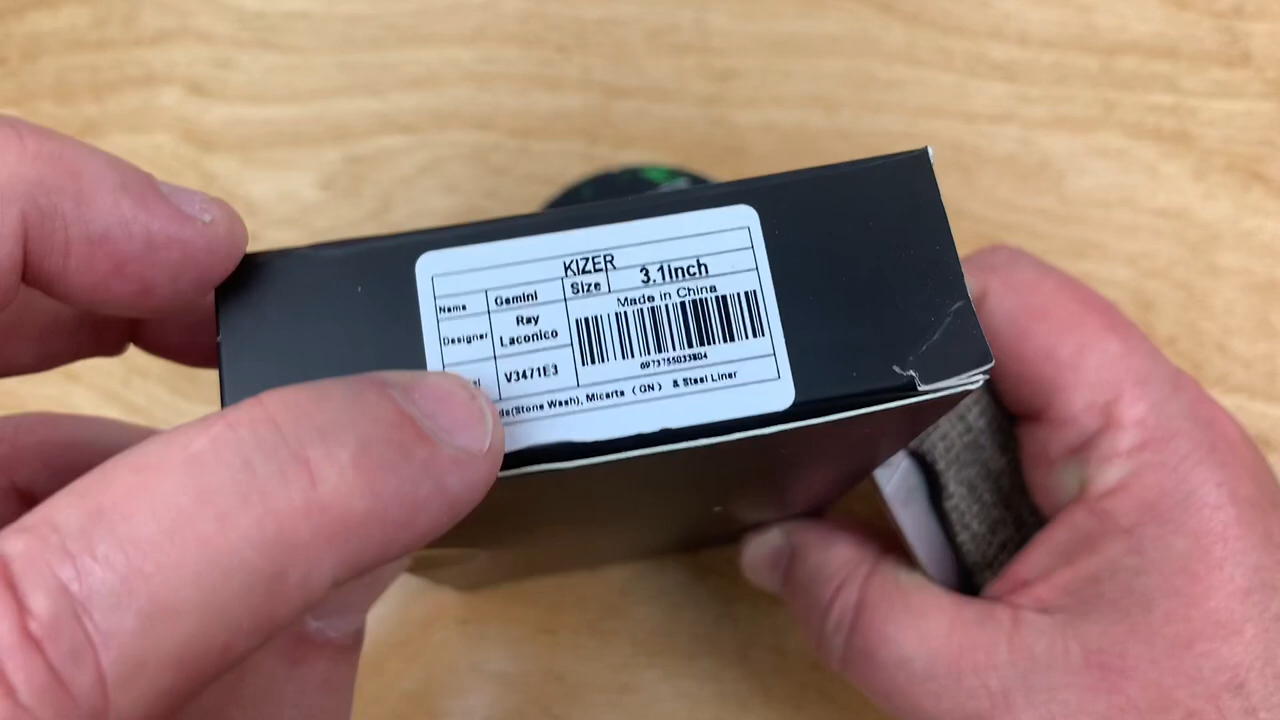 KIZER
Name Gemini Size 3.1inch
Designer Ray Laconico
Made in China
6973755033804
V3471E3
(Stone Wash), Micarta (GN) & Steel Liner